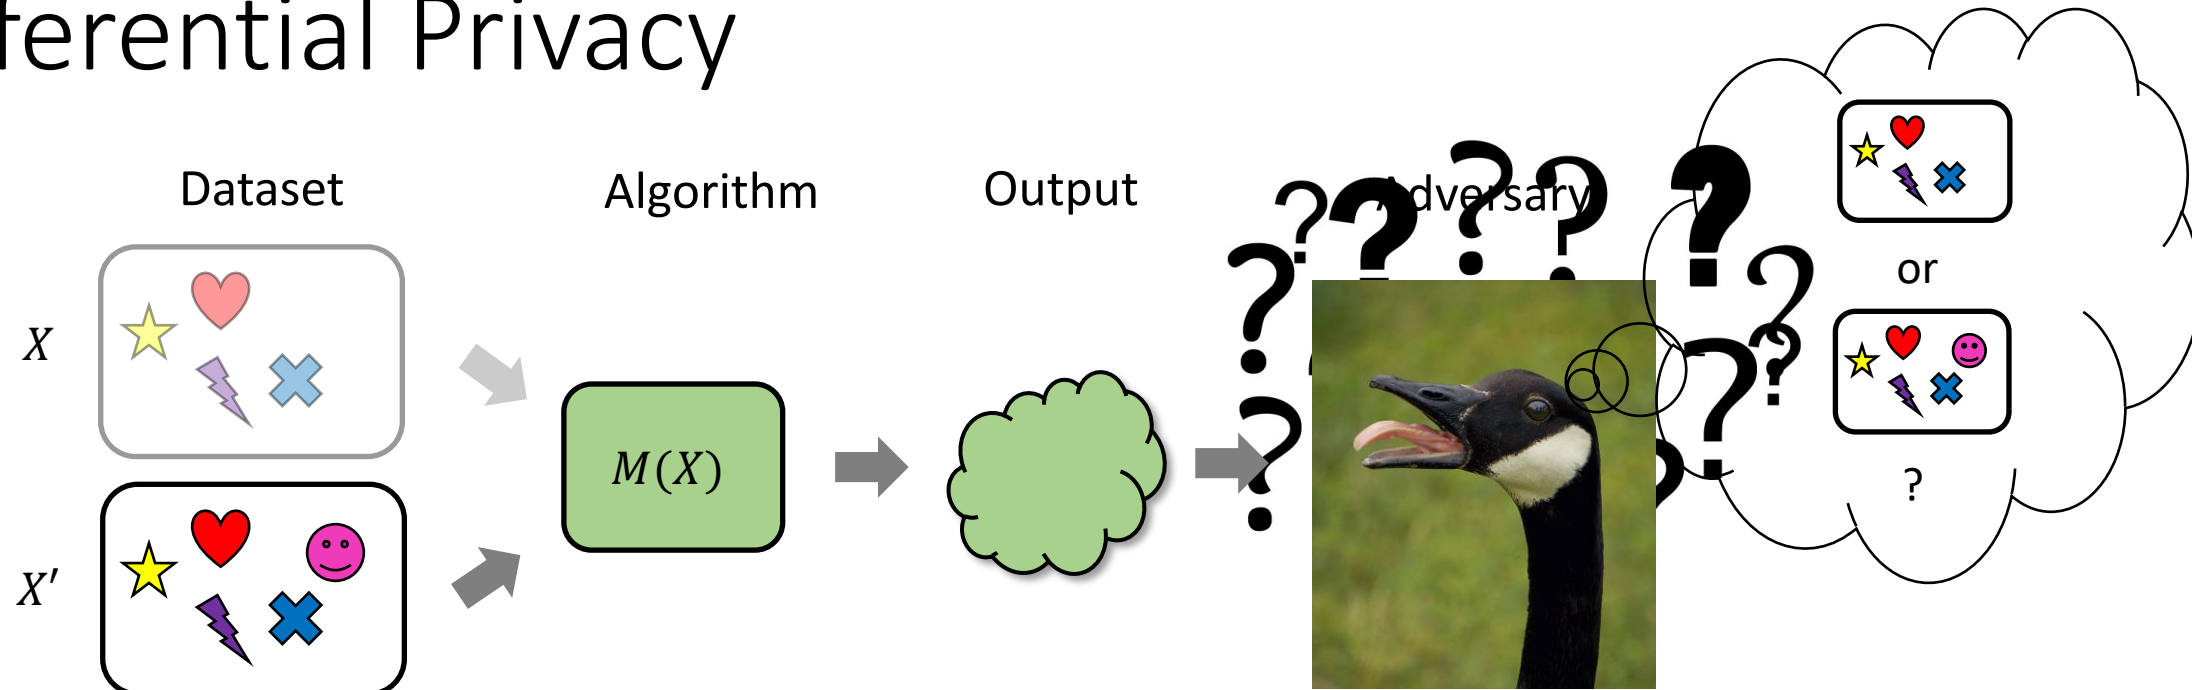 ferential Privacy
Dataset
Algorithm
Output
Adversary
X
X′
M(X)
or
?
? ? ? ? ? ? ? ? ? ? ?